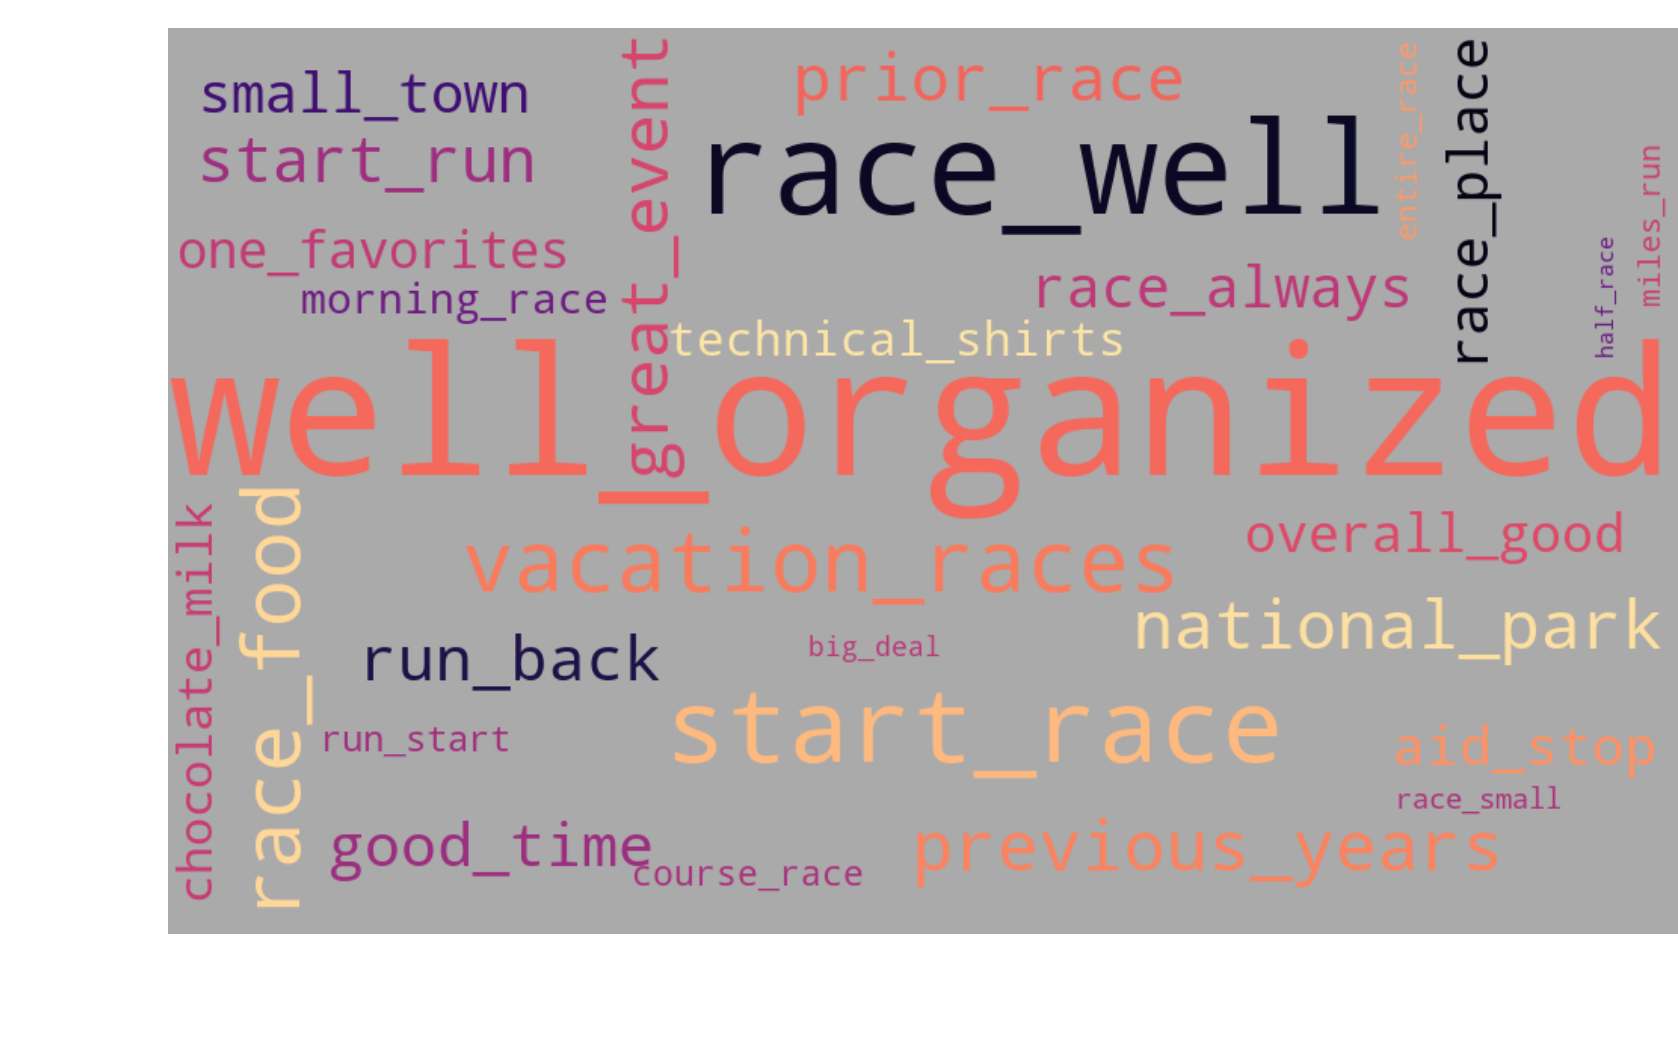 small_town
prior_race
start_run
great_event
race_well
entire_race
race_place
miles_run
one_favorites
morning_race
race_always
half_race
technical_shirts
well_organized
chocolate_milk
race_food
vacation_races
overall_good
national_park
run_back
big_deal
run_start
start_race
aid_stop
race_small
good_time
course_race
previous_years